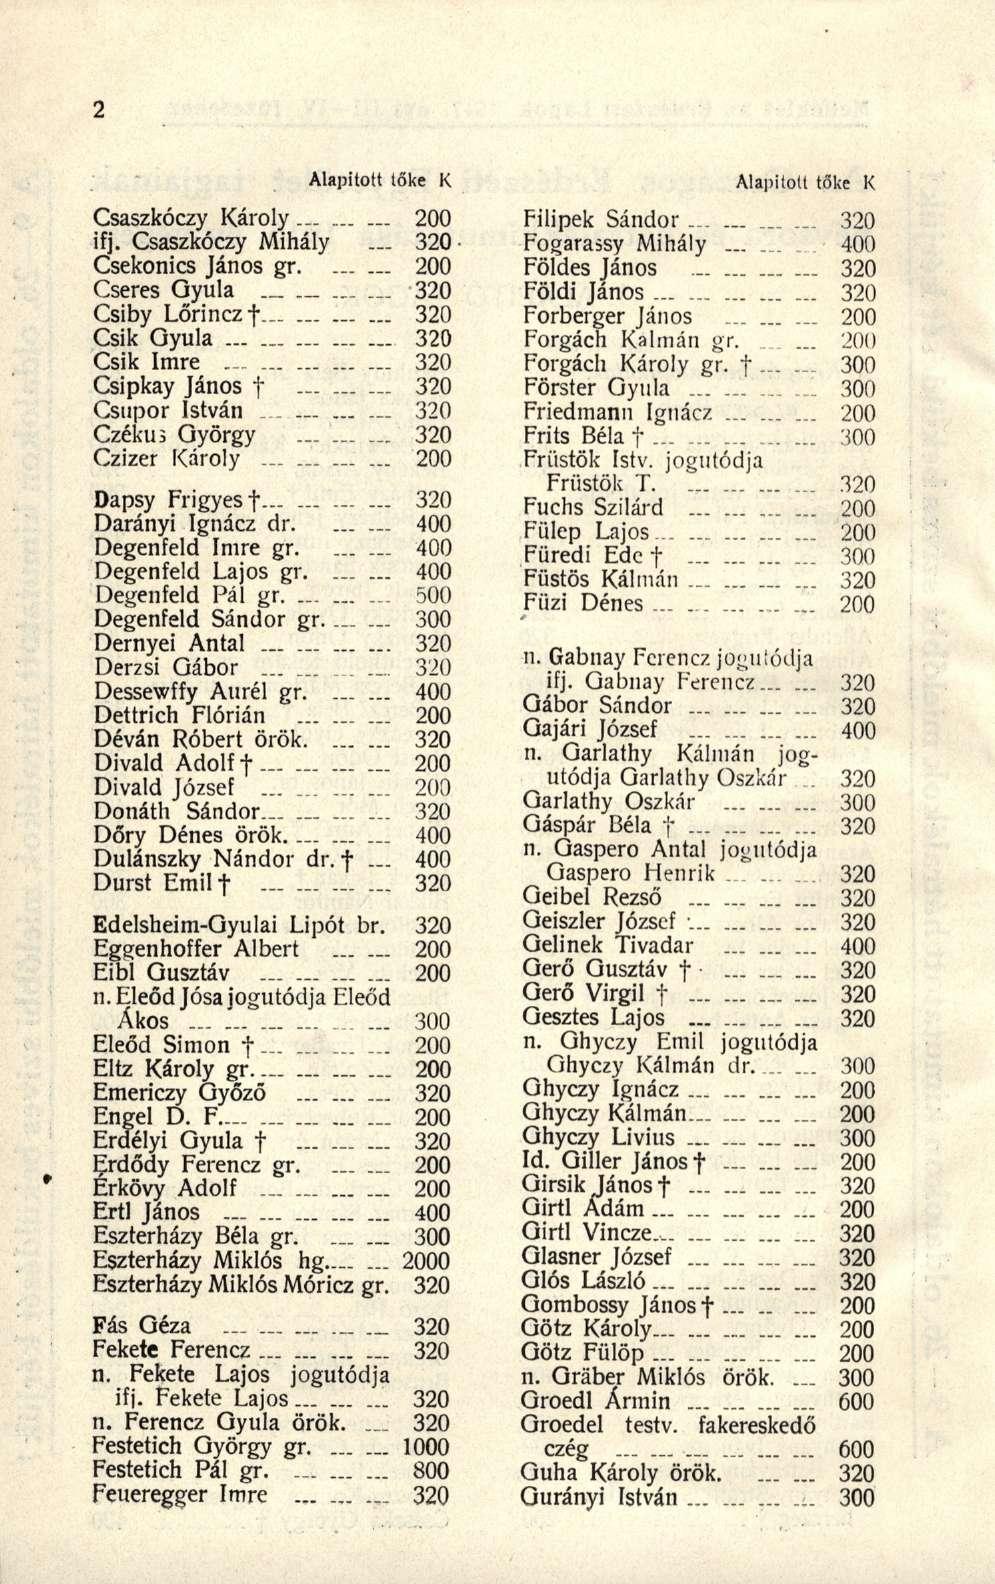 2
Alapított tőke K
Csaszkóczy Károly 200
ifj. Csaszkóczy Mihály 320
Csekonics János gr. 200
Cseres Gyula 320
Csiby Lőrincz † 320
Csik Gyula 320
Csik Imre 320
Csipkay János † 320
Csupor István 320
Czékus György 320
Czizer Károly 200
Dapsy Frigyes † 320
Darányi Ignácz dr. 400
Degenfeld Imre gr. 400
Degenfeld Lajos gr. 400
Degenfeld Pál gr. 500
Degenfeld Sándor gr. 300
Dernyei Antal 320
Derzsi Gábor 320
Dessewffy Aurél gr. 400
Dettrich Flórián 200
Déván Róbert örök. 320
Divald Adolf † 200
Divald József 200
Donáth Sándor 320
Dőry Dénes örök. 400
Dulánszky Nándor dr. † 400
Durst Emil † 320
Edelsheim-Gyulai Lipót br. 320
Eggenhoffer Albert 200
Eibl Gusztáv 200
n. Eleőd Jósa jogutódja Eleőd
Ákos 300
Eleőd Simon † 200
Eltz Károly gr. 200
Emericzy Győző 320
Engel D. F. 200
Erdélyi Gyula † 320
Erdődy Ferencz gr. 200
Érkövy Adolf 200
Ertl János 400
Eszterházy Béla gr. 300
Eszterházy Miklós hg. 2000
Eszterházy Miklós Móricz gr. 320
Fás Géza 320
Fekete Ferencz 320
n. Fekete Lajos jogutódja
ifj. Fekete Lajos 320
n. Ferencz Gyula örök. 320
Festetich György gr. 1000
Festetich Pál gr. 800
Feueregger Imre 320
Alapitott tőke K
Filipek Sándor 320
Fogarassy Mihály 400
Földes János 320
Földi János 320
Forberger János 200
Forgách Kálmán gr. 200
Forgách Károly gr. † 300
Förster Gyula 300
Friedmann Ignácz 200
Frits Béla † 300
Früstök Istv. jogutódja
Früstök T. 320
Fuchs Szilárd 200
Fülep Lajos 200
Füredi Ede † 300
Füstös Kálmán 320
Füzi Dénes 200
n. Gabnay Ferencz jogutódja
ifj. Gabnay Ferencz 320
Gábor Sándor 320
Gajári József 400
n. Garlathy Kálmán jog-
utódja Garlathy Oszkár 320
Garlathy Oszkár 300
Gáspár Béla † 320
n. Gaspero Antal jogutódja
Gaspero Henrik 320
Geibel Rezső 320
Geiszler József 320
Gelinek Tivadar 400
Gerő Gusztáv † 320
Gerő Virgil † 320
Gesztes Lajos 320
n. Ghyczy Emil jogutódja
Ghyczy Kálmán dr. 300
Ghyczy Ignácz 200
Ghyczy Kálmán 200
Ghyczy Livius 300
Id. Giller János † 200
Girsik János † 320
Girtl Ádám 200
Girtl Vincze 320
Glasner József 320
Glós László 320
Gombossy János † 200
Götz Károly 200
Götz Fülöp 200
n. Gräber Miklós örök. 300
Groedl Ármin 600
Groedel testv. fakereskedő
czég 600
Guha Károly örök. 320
Gurányi István 300